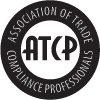 ASSOCIATION OF TRADE
ATCP
COMPLIANCE PROFESSIONALS